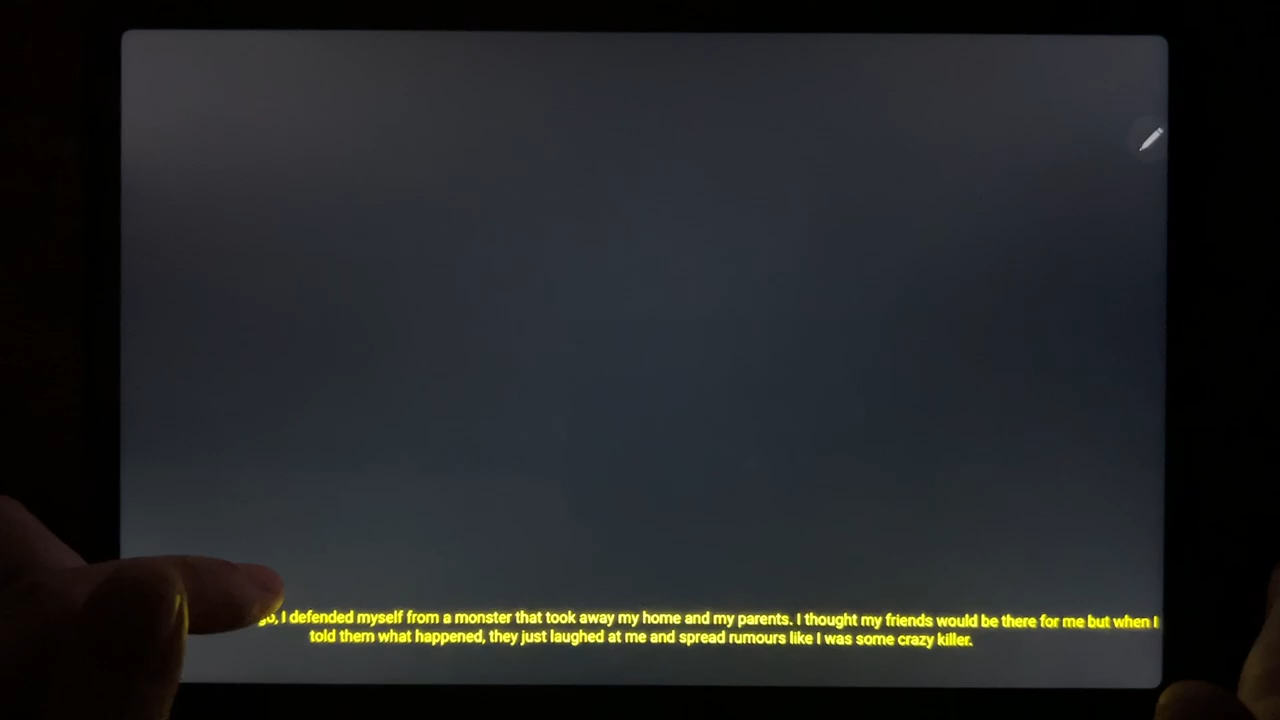 I defended myself from a monster that took away my home and my parents. I thought my friends would be there for me but when I
told them what happened, they just laughed at me and spread rumours like I was some crazy killer.